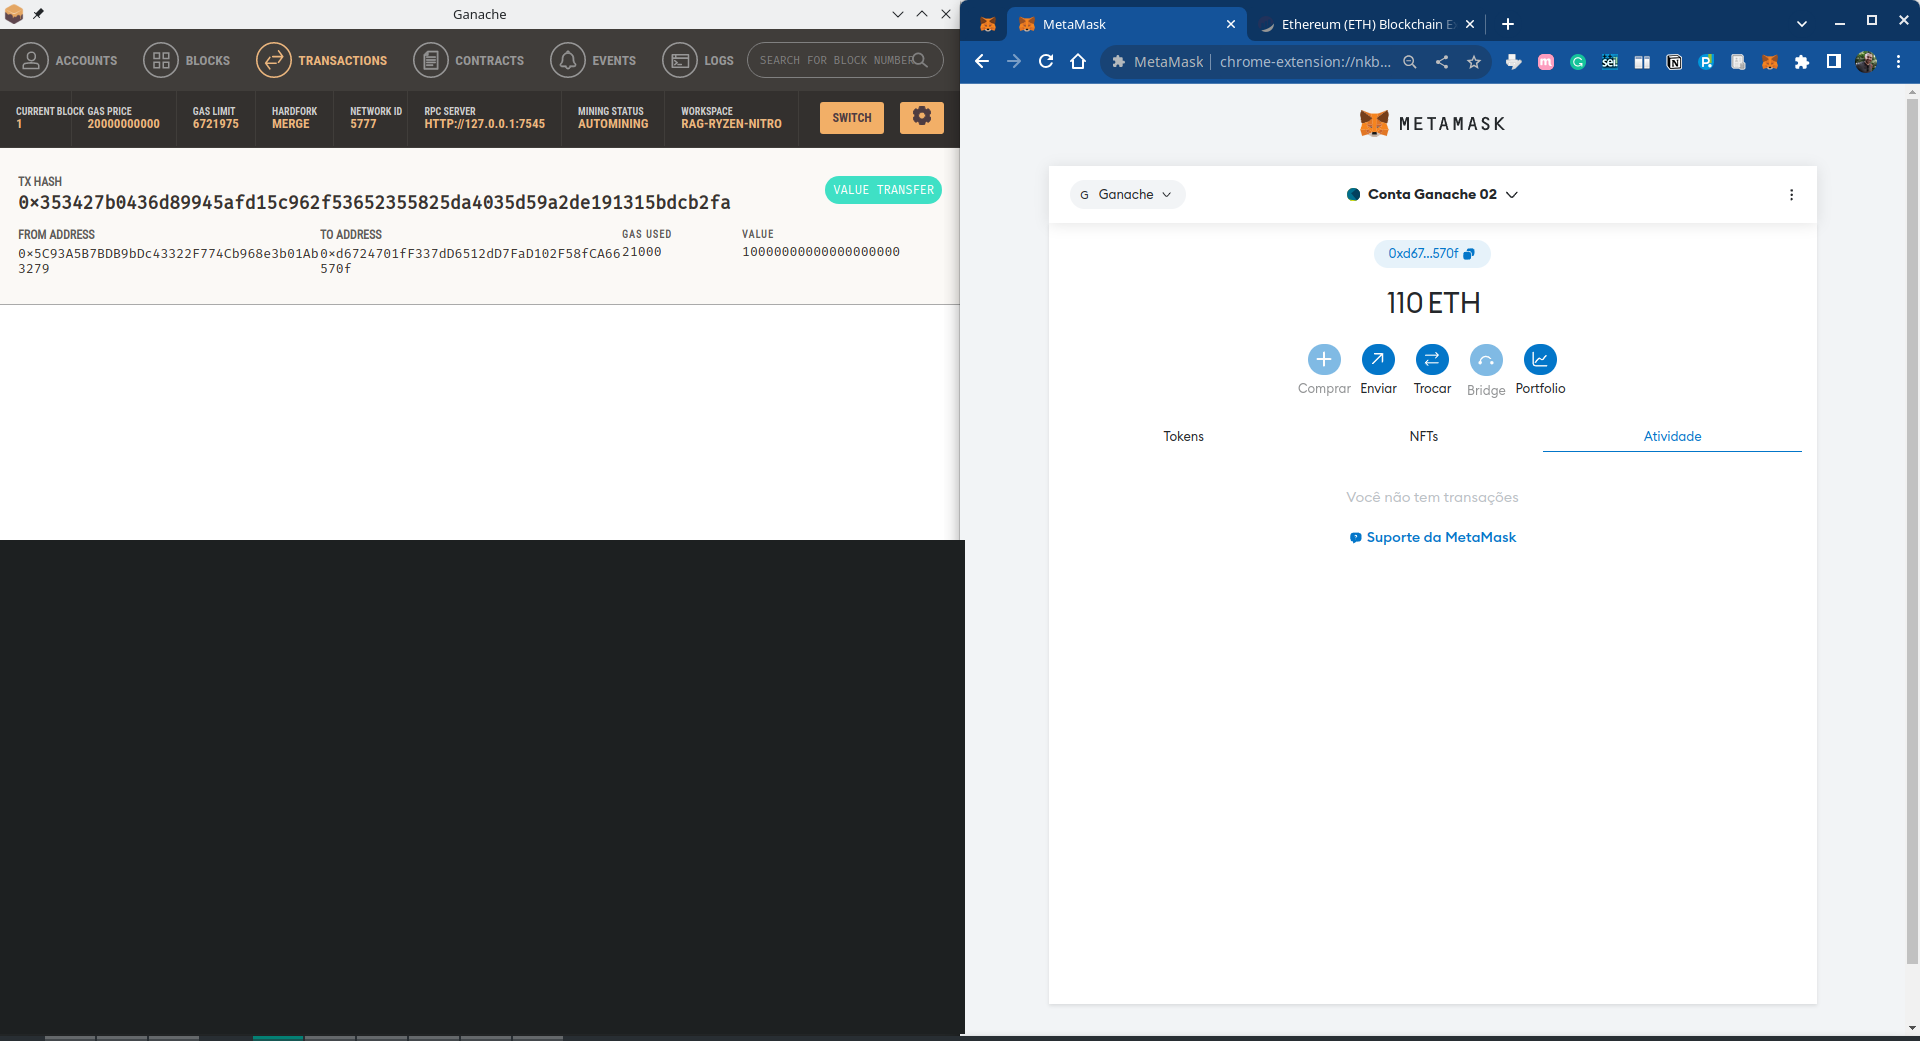 Ganache
ACCOUNTS BLOCKS TRANSACTIONS CONTRACTS EVENTS LOGS SEARCH FOR BLOCK NUMBER
CURRENT BLOCK GAS PRICE GAS LIMIT HARDFORK NETWORK ID RPC SERVER MINING STATUS WORKSPACE
1 20000000000 6721975 MERGE 5777 HTTP://127.0.0.1:7545 AUTOMINING RAG-RYZEN-NITRO SWITCH
TX HASH
0×353427b0436d89945afd15c962f53652355825da4035d59a2de191315bdcb2fa VALUE TRANSFER
FROM ADDRESS TO ADDRESS GAS USED VALUE
0×5C93A5B7BDB9bDc43322F774Cb968e3b01Ab 0×d6724701fF337dD6512dD7FaD102F58fCA66 21000 10000000000000000000
3279 570f
MetaMask Ethereum (ETH) Blockchain E
MetaMask chrome-extension://nkb...
METAMASK
G Ganache Conta Ganache 02
0xd67...570f
110 ETH
Comprar Enviar Trocar Bridge Portfolio
Tokens NFTs Atividade
Você não tem transações
Suporte da MetaMask